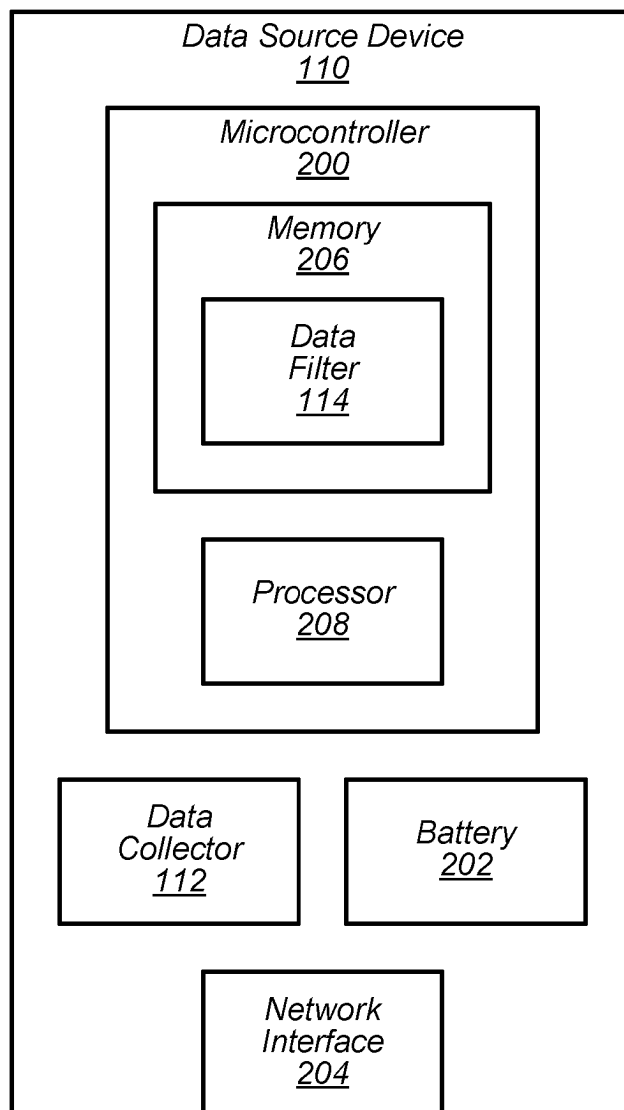 Data Source Device
110
Microcontroller
200
Memory
206
Data
Filter
114
Processor
208
Data
Collector
112
Battery
202
Network
Interface
204